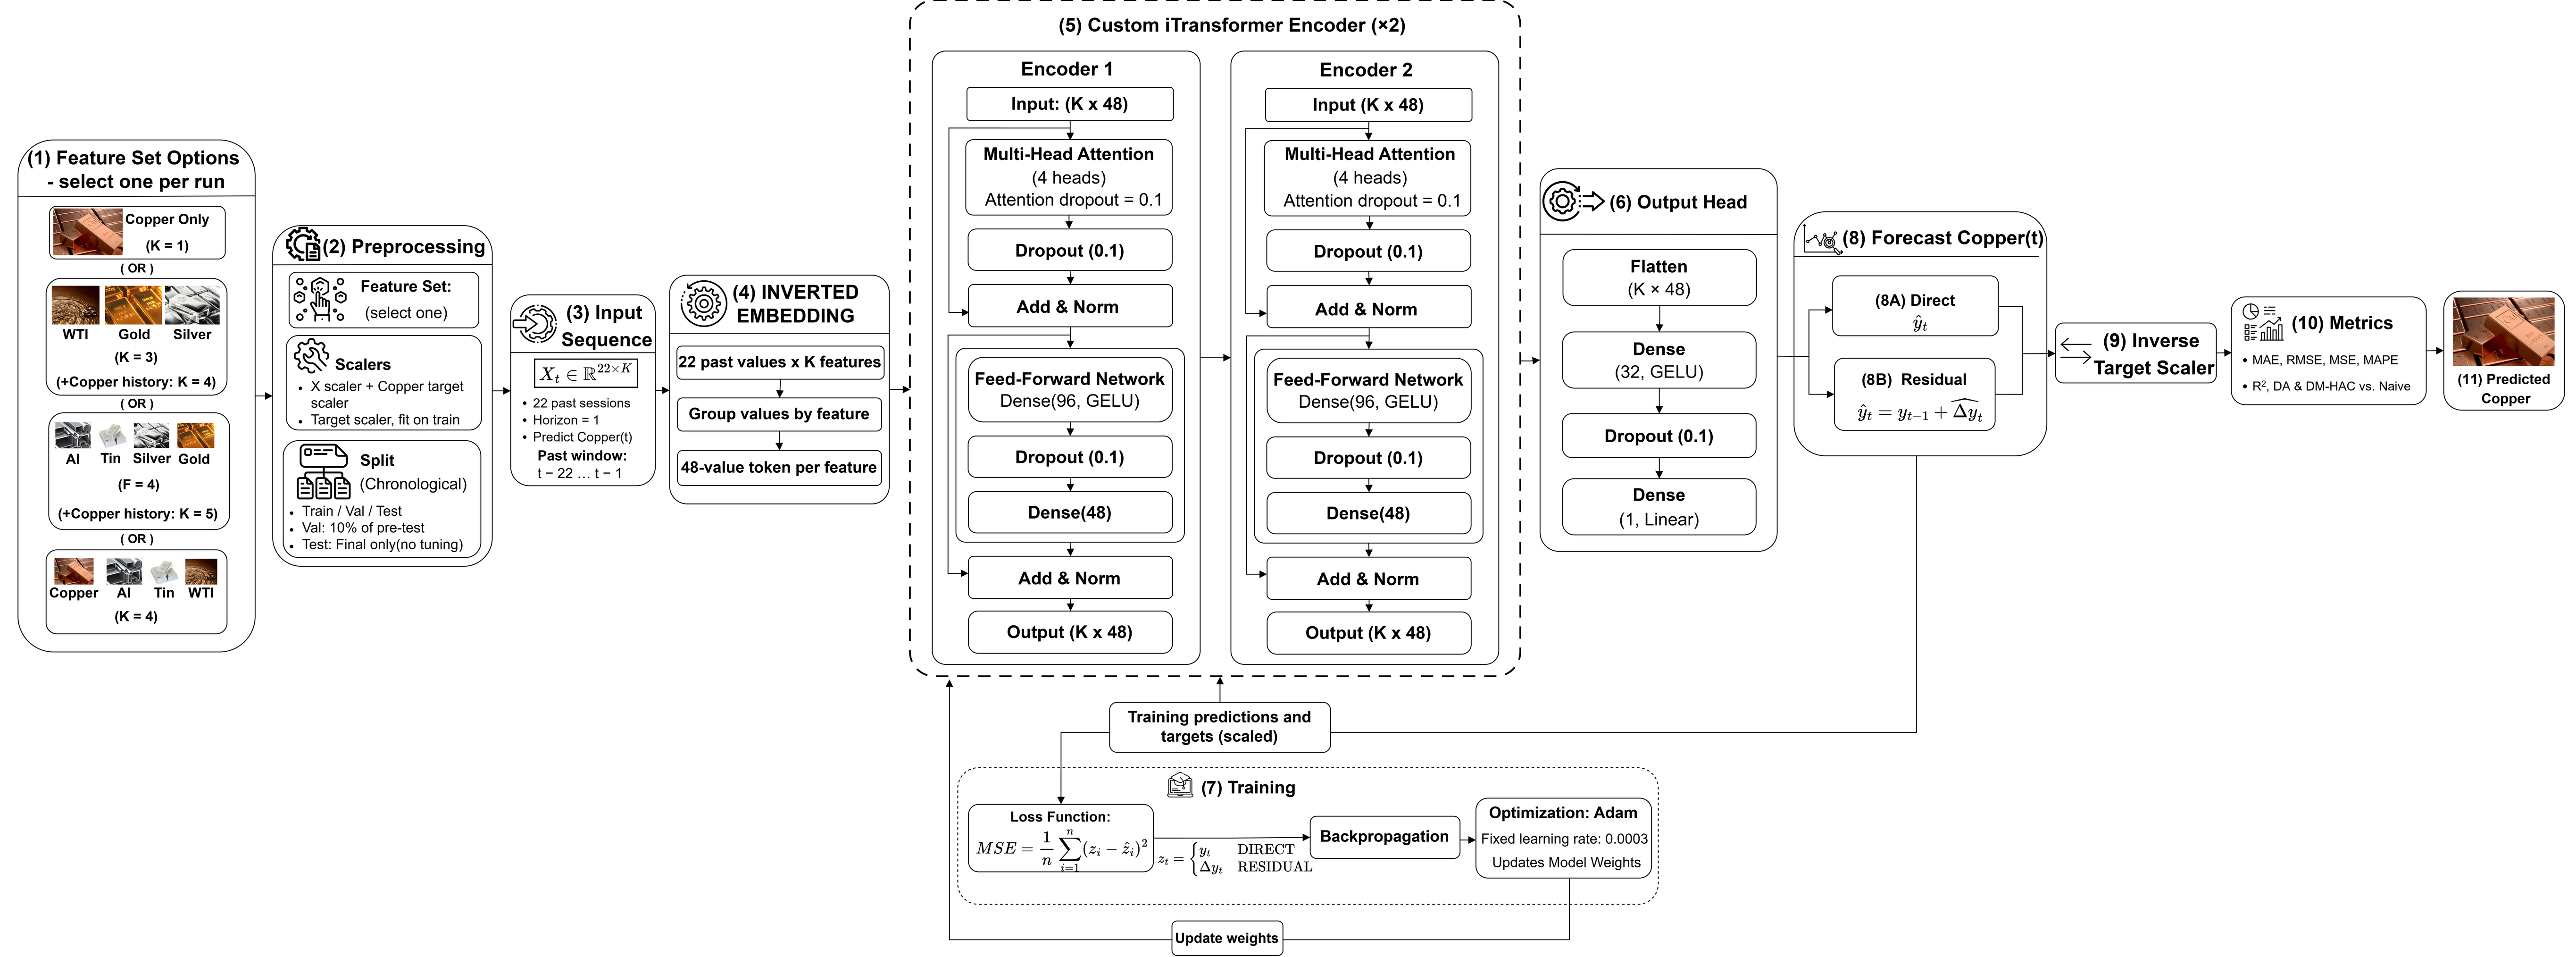 (1) Feature Set Options
- select one per run
Copper Only
(K = 1)
( OR )
WTI Gold Silver
(K = 3)
(+Copper history: K = 4)
( OR )
Al Tin Silver Gold
(F = 4)
(+Copper history: K = 5)
( OR )
Copper Al Tin WTI
(K = 4)
(2) Preprocessing
Feature Set:
(select one)
Scalers
• X scaler + Copper target
scaler
• Target scaler, fit on train
Split
(Chronological)
• Train / Val / Test
• Val: 10% of pre-test
• Test: Final only(no tuning)
(3) Input
Sequence
X_t ∈ ℝ^{22×K}
• 22 past sessions
• Horizon = 1
• Predict Copper(t)
Past window:
t − 22 … t − 1
(4) INVERTED
EMBEDDING
22 past values x K features
Group values by feature
48-value token per feature
(5) Custom iTransformer Encoder (×2)
Encoder 1
Input: (K x 48)
Multi-Head Attention
(4 heads)
Attention dropout = 0.1
Dropout (0.1)
Add & Norm
Feed-Forward Network
Dense(96, GELU)
Dropout (0.1)
Dense(48)
Add & Norm
Output (K x 48)
Encoder 2
Input (K x 48)
Multi-Head Attention
(4 heads)
Attention dropout = 0.1
Dropout (0.1)
Add & Norm
Feed-Forward Network
Dense(96, GELU)
Dropout (0.1)
Dense(48)
Add & Norm
Output (K x 48)
(6) Output Head
Flatten
(K × 48)
Dense
(32, GELU)
Dropout (0.1)
Dense
(1, Linear)
(8) Forecast Copper(t)
(8A) Direct
ŷ_t
(8B) Residual
ŷ_t = y_{t−1} + \widehat{Δy}_t
(9) Inverse
Target Scaler
(10) Metrics
• MAE, RMSE, MSE, MAPE
• R², DA & DM-HAC vs. Naive
(11) Predicted
Copper
Training predictions and
targets (scaled)
(7) Training
Loss Function:
MSE = \frac{1}{n} \sum_{i=1}^{n} (z_i − ẑ_i)²
z_t = { y_t DIRECT
Δy_t RESIDUAL
Backpropagation
Optimization: Adam
Fixed learning rate: 0.0003
Updates Model Weights
Update weights